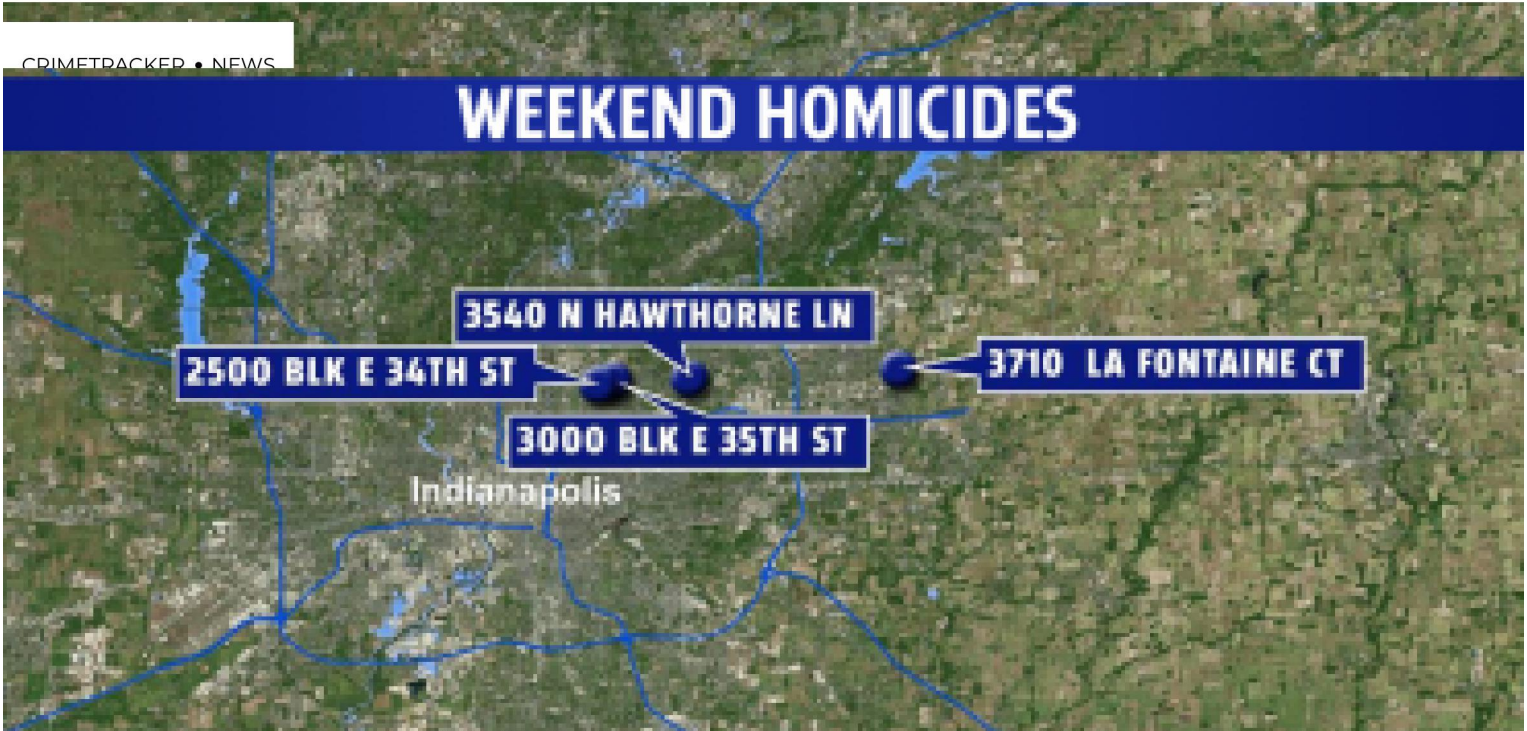 CRIMETRACKER • NEWS
WEEKEND HOMICIDES
3540 N HAWTHORNE LN
2500 BLK E 34TH ST
3710 LA FONTAINE CT
3000 BLK E 35TH ST
Indianapolis